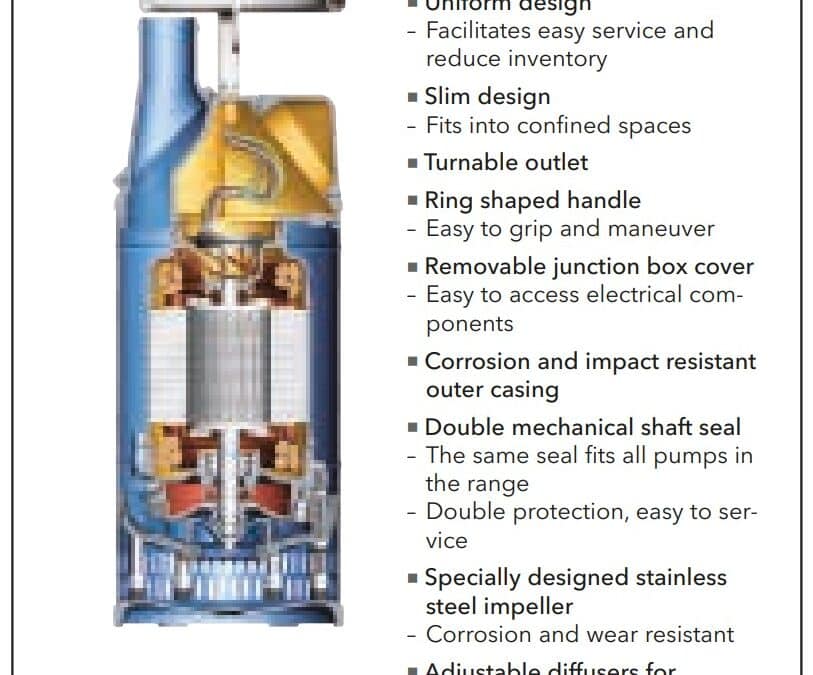 ■ Uniform design
– Facilitates easy service and
reduce inventory
■ Slim design
– Fits into confined spaces
■ Turnable outlet
■ Ring shaped handle
– Easy to grip and maneuver
■ Removable junction box cover
– Easy to access electrical com-
ponents
■ Corrosion and impact resistant
outer casing
■ Double mechanical shaft seal
– The same seal fits all pumps in
the range
– Double protection, easy to ser-
vice
■ Specially designed stainless
steel impeller
– Corrosion and wear resistant
■ Adjustable diffusers for